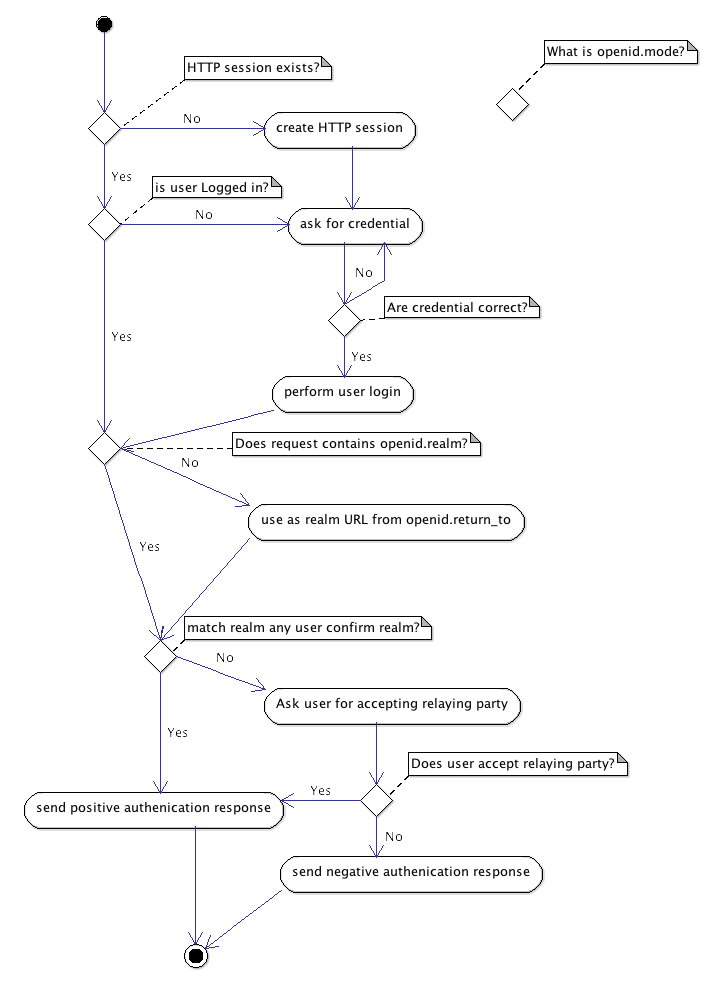 What is openid.mode?
HTTP session exists?
No
create HTTP session
Yes
is user Logged in?
No
ask for credential
No
Are credential correct?
Yes
Yes
perform user login
Does request contains openid.realm?
No
use as realm URL from openid.return_to
Yes
match realm any user confirm realm?
No
Ask user for accepting relaying party
Yes
Does user accept relaying party?
Yes
send positive authenication response
No
send negative authenication response